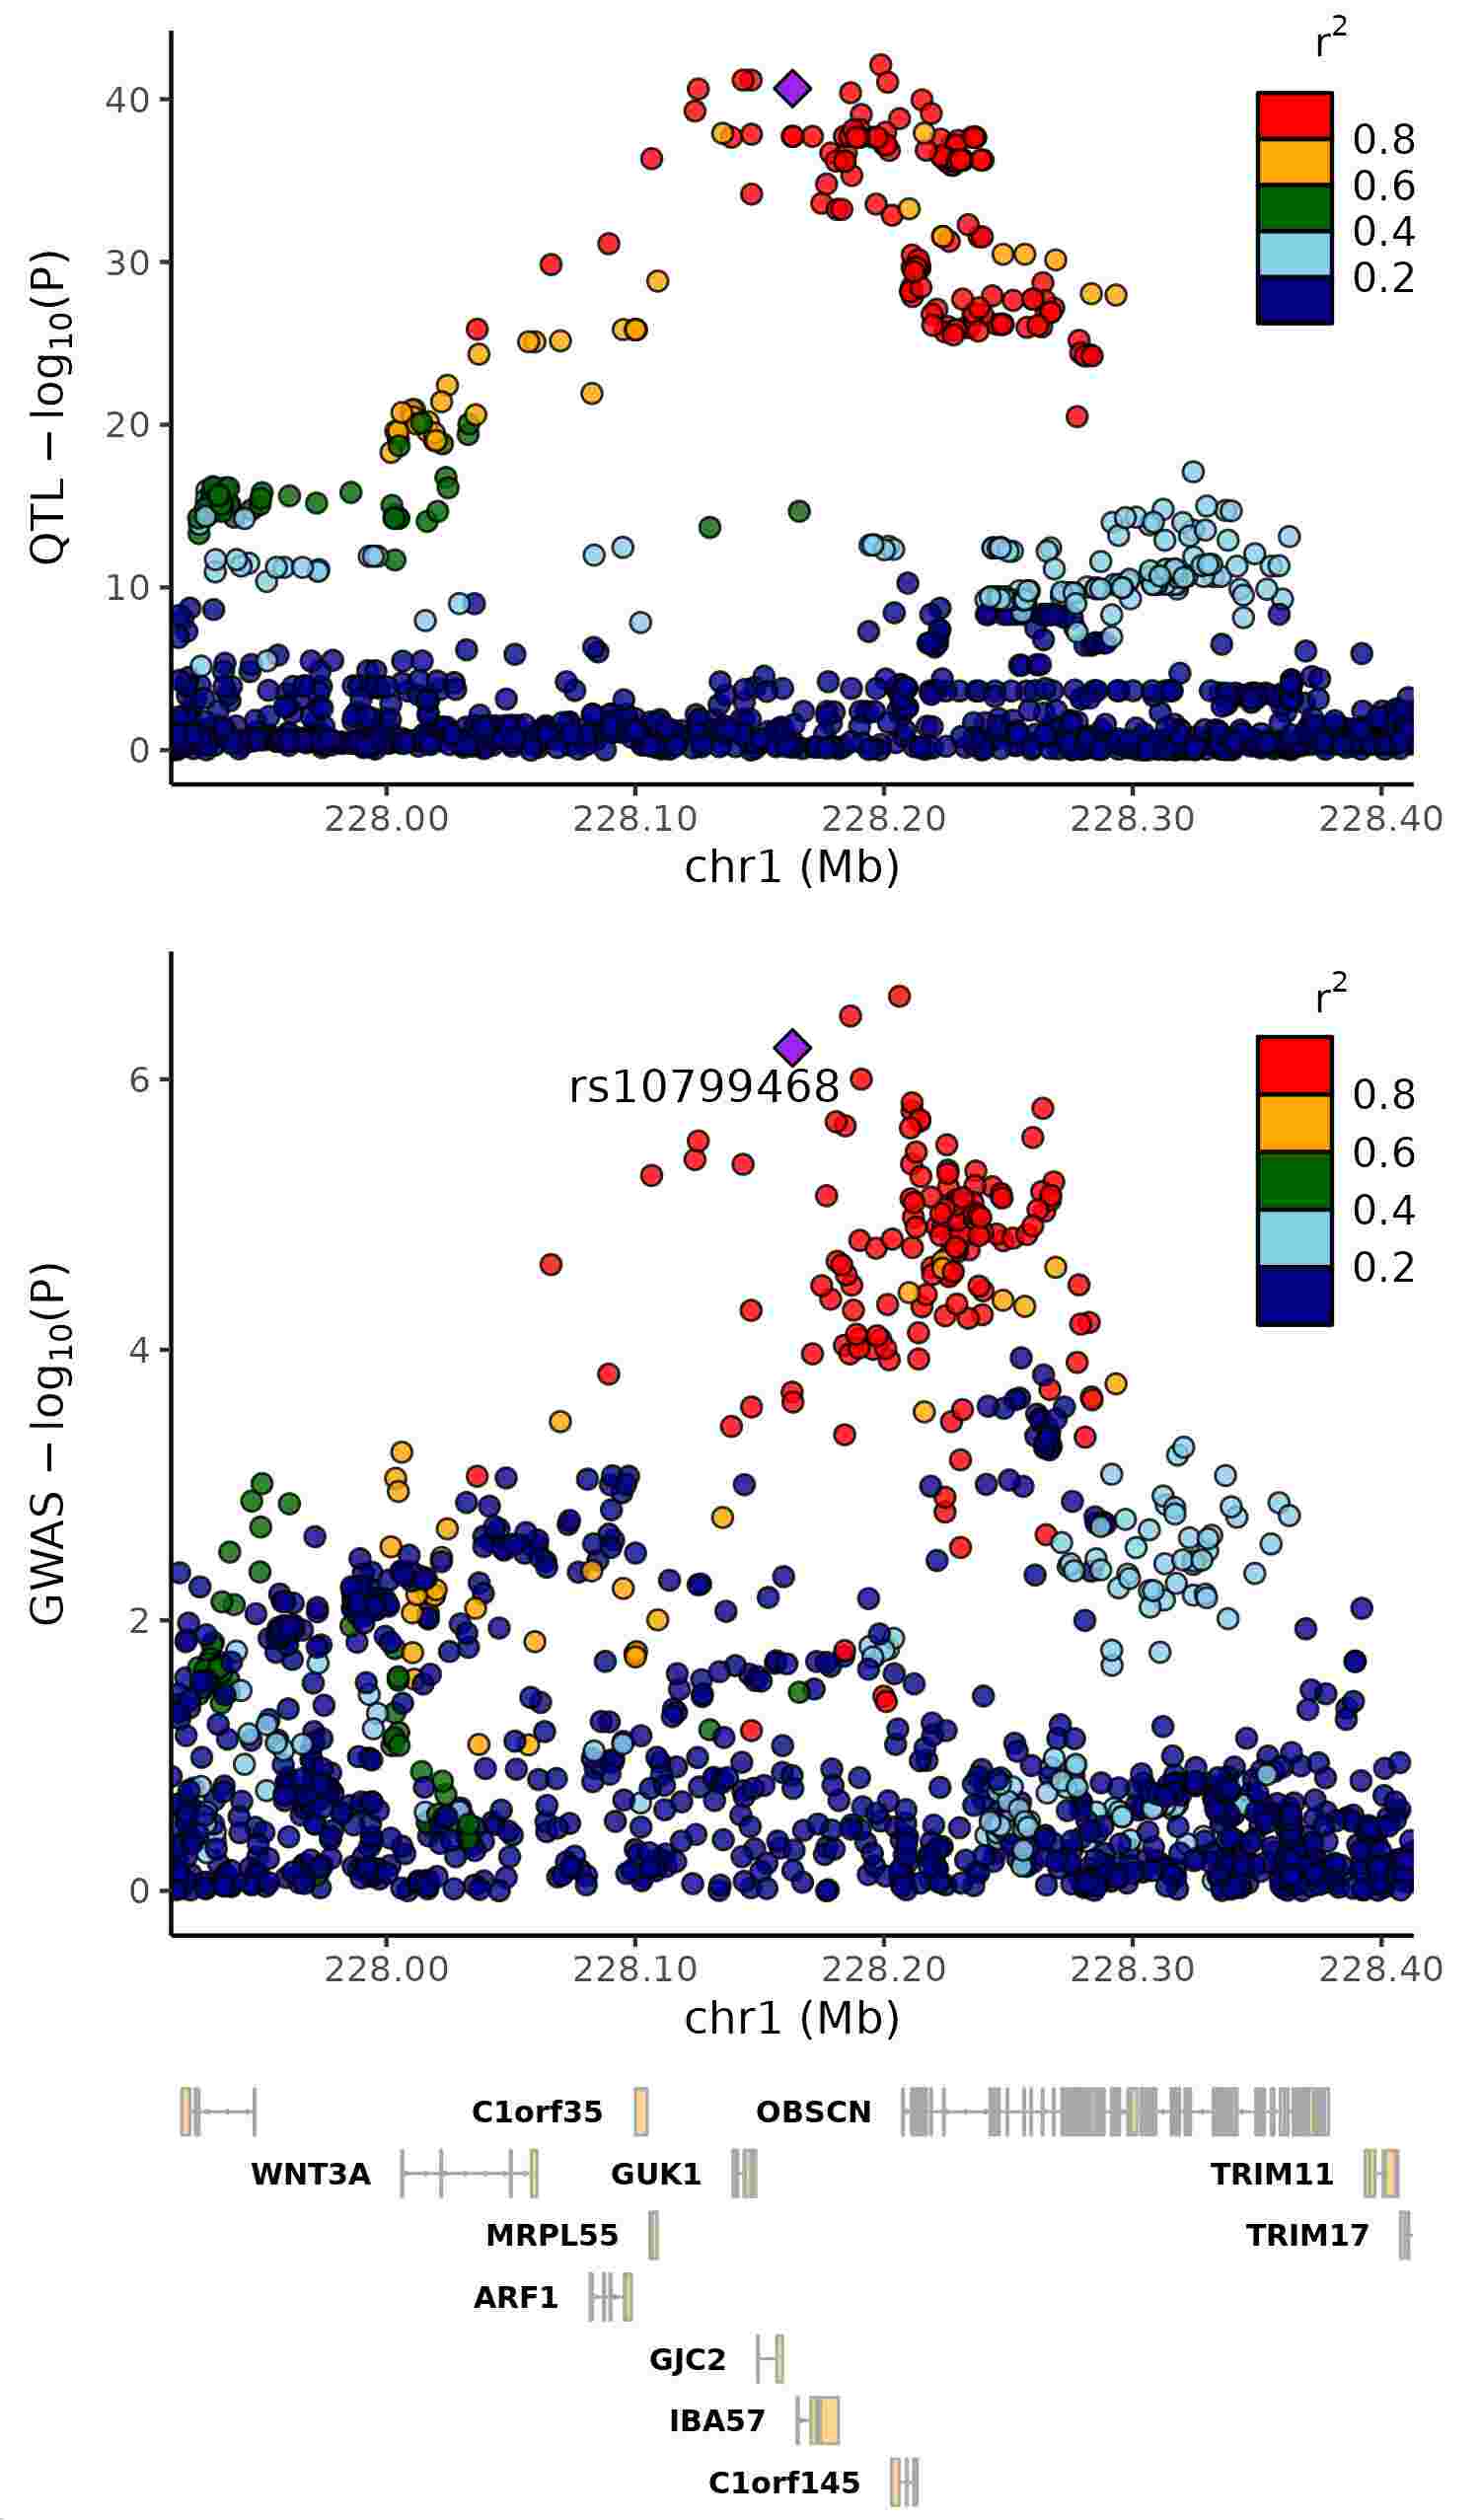 r2
40
30
20
10
0
QTL − log10(P)
0.8
0.6
0.4
0.2
228.00 228.10 228.20 228.30 228.40
chr1 (Mb)
r2
6
4
2
0
GWAS − log10(P)
rs10799468
0.8
0.6
0.4
0.2
228.00 228.10 228.20 228.30 228.40
chr1 (Mb)
C1orf35 OBSCN
WNT3A GUK1 TRIM11
MRPL55 TRIM17
ARF1
GJC2
IBA57
C1orf145